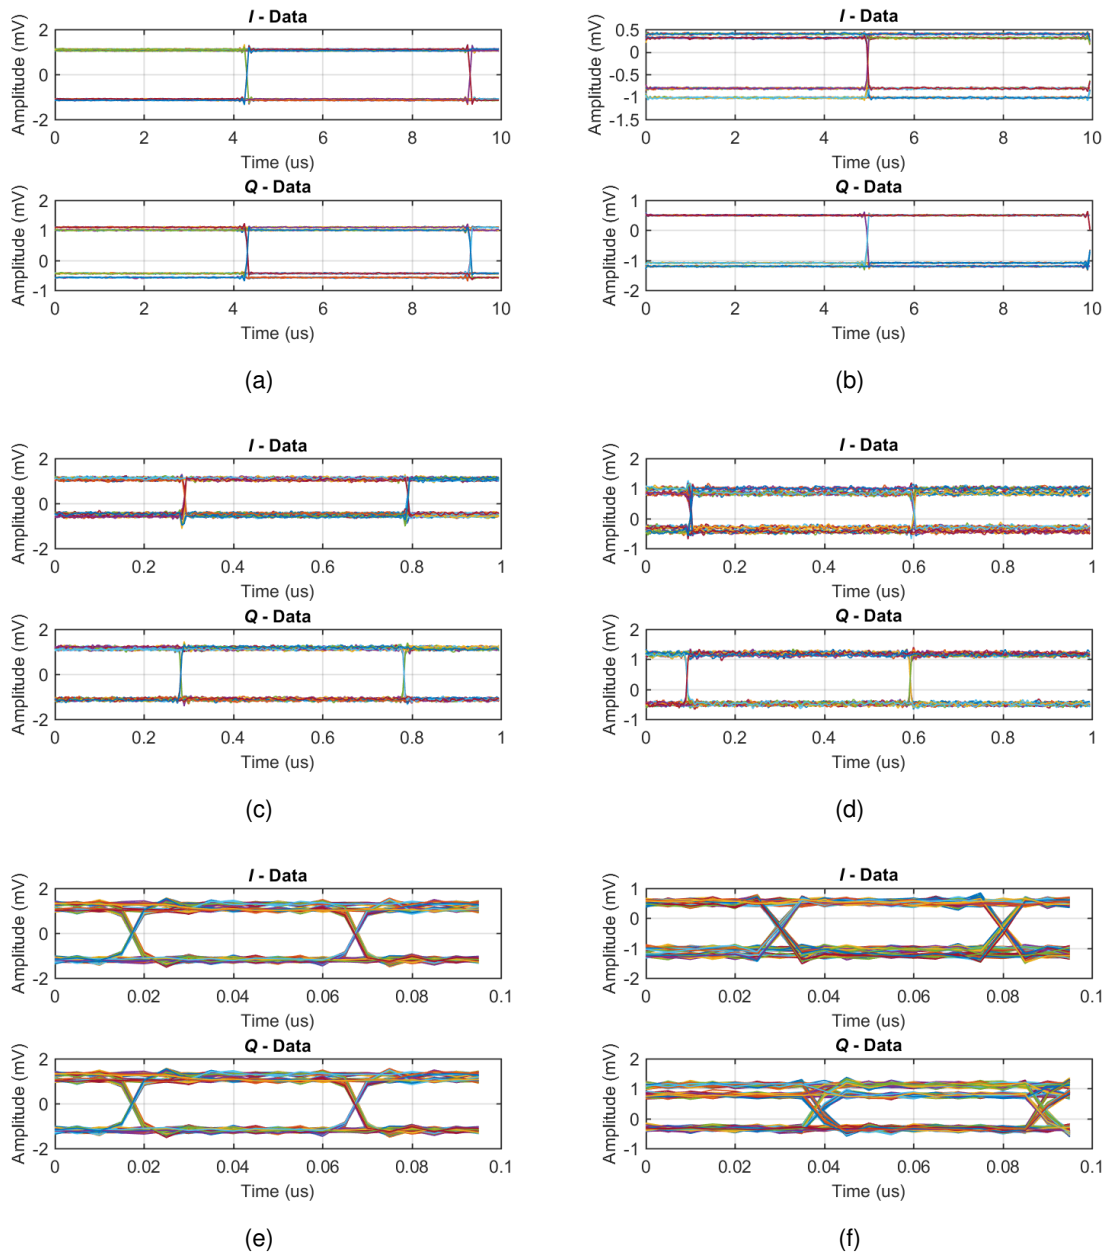 I - Data
Amplitude (mV)
2
0
-2
0 2 4 6 8 10
Time (us)
Q - Data
Amplitude (mV)
2
1
0
-1
0 2 4 6 8 10
Time (us)
(a)
I - Data
Amplitude (mV)
0.5
0
-0.5
-1
-1.5
0 2 4 6 8 10
Time (us)
Q - Data
Amplitude (mV)
1
0
-1
-2
0 2 4 6 8 10
Time (us)
(b)
I - Data
Amplitude (mV)
2
0
-2
0 0.2 0.4 0.6 0.8 1
Time (us)
Q - Data
Amplitude (mV)
2
0
-2
0 0.2 0.4 0.6 0.8 1
Time (us)
(c)
I - Data
Amplitude (mV)
2
1
0
-1
0 0.2 0.4 0.6 0.8 1
Time (us)
Q - Data
Amplitude (mV)
2
1
0
-1
0 0.2 0.4 0.6 0.8 1
Time (us)
(d)
I - Data
Amplitude (mV)
2
0
-2
0 0.02 0.04 0.06 0.08 0.1
Time (us)
Q - Data
Amplitude (mV)
2
0
-2
0 0.02 0.04 0.06 0.08 0.1
Time (us)
(e)
I - Data
Amplitude (mV)
1
0
-1
-2
0 0.02 0.04 0.06 0.08 0.1
Time (us)
Q - Data
Amplitude (mV)
2
1
0
-1
0 0.02 0.04 0.06 0.08 0.1
Time (us)
(f)